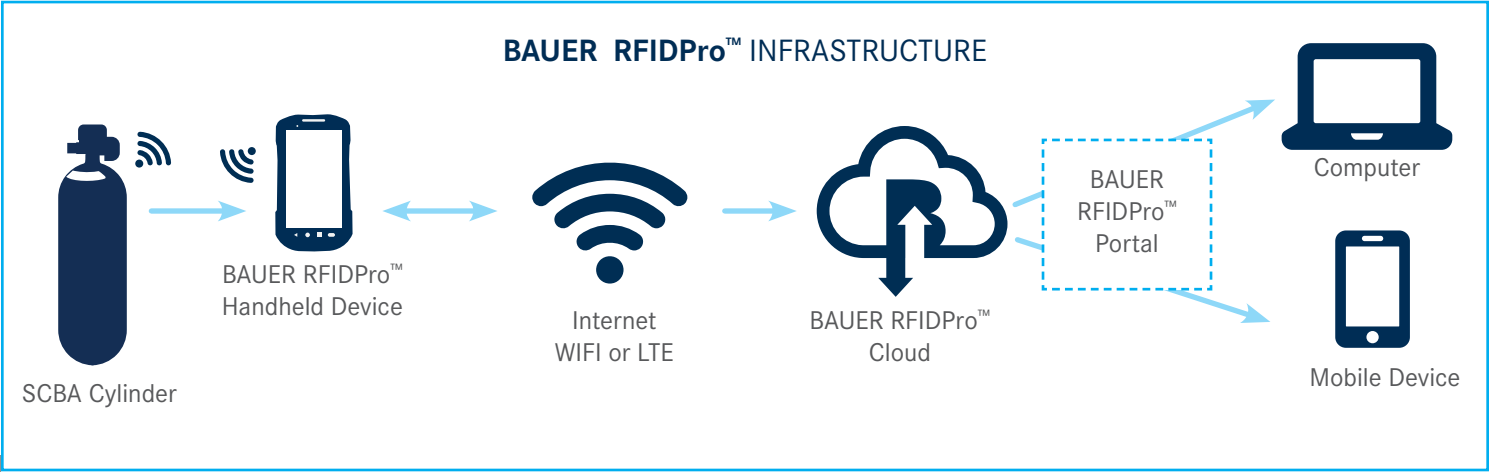 BAUER RFIDPro™ INFRASTRUCTURE
SCBA Cylinder
BAUER RFIDPro™
Handheld Device
Internet
WIFI or LTE
B
BAUER RFIDPro™
Cloud
BAUER
RFIDPro™
Portal
Computer
Mobile Device